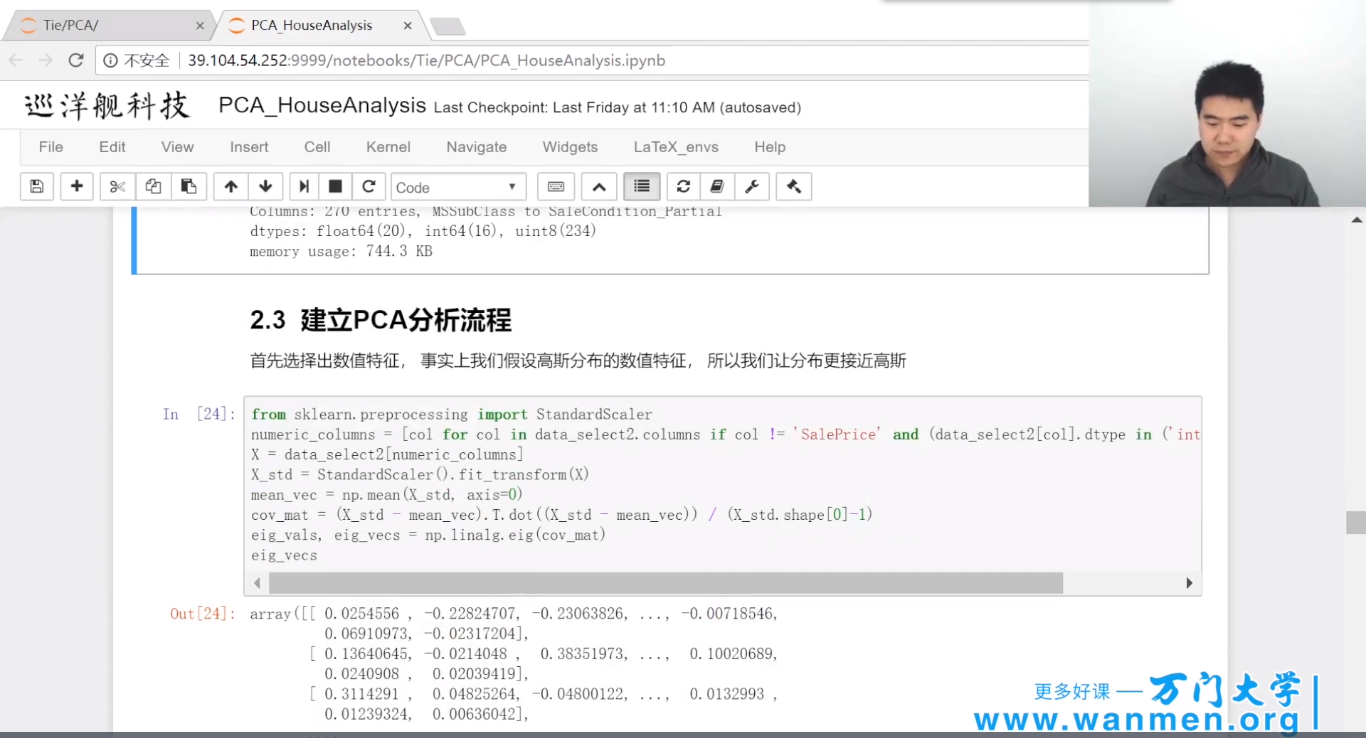 Tie/PCA/
PCA_HouseAnalysis
不安全
39.104.54.252:9999/notebooks/Tie/PCA/PCA_HouseAnalysis.ipynb
巡洋舰科技 PCA_HouseAnalysis Last Checkpoint: Last Friday at 11:10 AM (autosaved)
File Edit View Insert Cell Kernel Navigate Widgets LaTeX_envs Help
Code
Columns: 270 entries, MSSubClass to SaleCondition_Partial
dtypes: float64(20), int64(16), uint8(234)
memory usage: 744.3 KB
2.3 建立PCA分析流程
首先选择出数值特征， 事实上我们假设高斯分布的数值特征， 所以我们让分布更接近高斯
In [24]:
from sklearn.preprocessing import StandardScaler
numeric_columns = [col for col in data_select2.columns if col != 'SalePrice' and (data_select2[col].dtype in ('int
X = data_select2[numeric_columns]
X_std = StandardScaler().fit_transform(X)
mean_vec = np.mean(X_std, axis=0)
cov_mat = (X_std - mean_vec).T.dot((X_std - mean_vec)) / (X_std.shape[0]-1)
eig_vals, eig_vecs = np.linalg.eig(cov_mat)
eig_vecs
Out[24]: array([[ 0.0254556 , -0.22824707, -0.23063826, ..., -0.00718546,
0.06910973, -0.02317204],
[ 0.13640645, -0.0214048 , 0.38351973, ..., 0.10020689,
0.0240908 , 0.02039419],
[ 0.3114291 , 0.04825264, -0.04800122, ..., 0.0132993 ,
0.01239324, 0.00636042],
更多好课 — 万门大学
www.wanmen.org